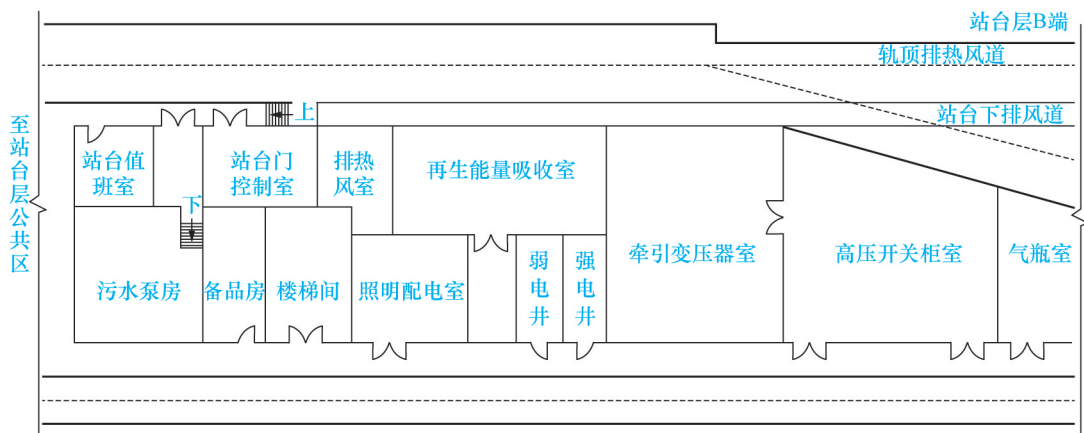 站台层B端
轨顶排热风道
上
站台下排风道
至站台层公共区
站台值
班室
站台门
控制室
排热
风室
再生能量吸收室
下
牵引变压器室
高压开关柜室
气瓶室
污水泵房
备品房
楼梯间
照明配电室
弱电井
强电井